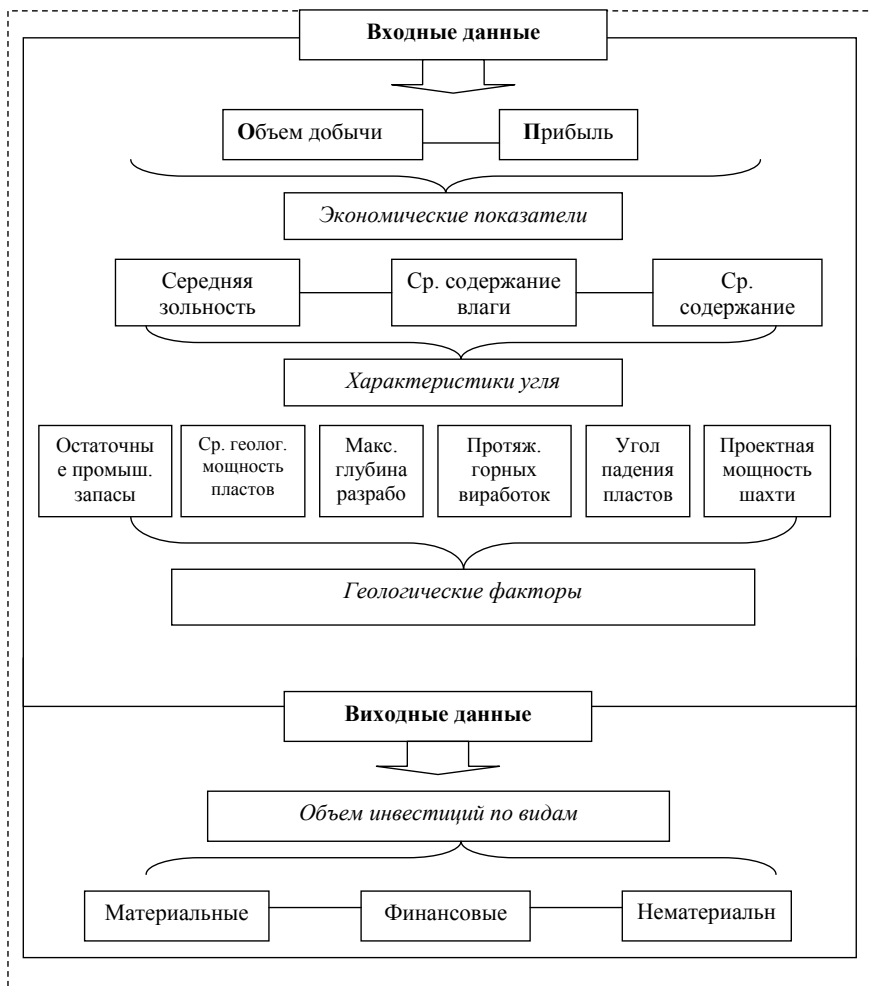 Входные данные
Объем добычи
Прибыль
Экономические показатели
Середняя
зольность
Ср. содержание
влаги
Ср.
содержание
Характеристики угля
Остаточны
е промыш.
запасы
Ср. геолог.
мощность
пластов
Макс.
глубина
разрабо
Протяж.
горных
виработок
Угол
падения
пластов
Проектная
мощность
шахти
Геологические факторы
Виходные данные
Объем инвестиций по видам
Материальные
Финансовые
Нематериальн